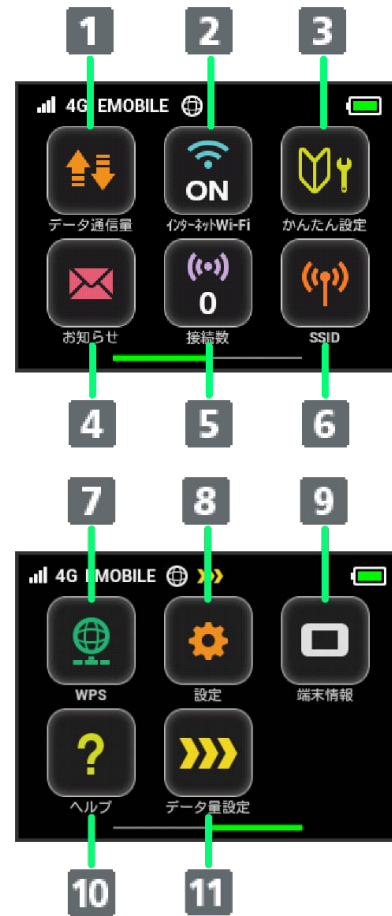 1 2 3
4G EMOBILE
ON
データ通信量 インターネットWi-Fi かんたん設定
0
お知らせ 接続数 SSID
4 5 6
7 8 9
4G EMOBILE
WPS 設定 端末情報
?
ヘルプ データ量設定
10 11